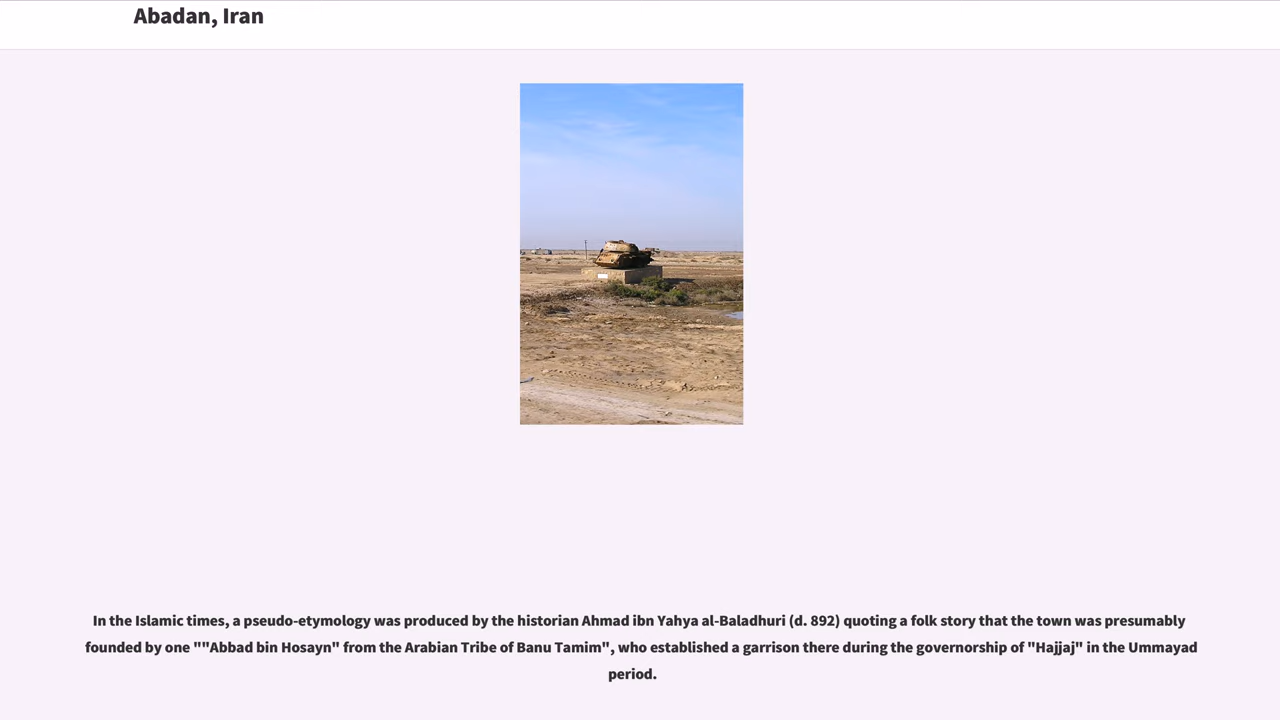 Abadan, Iran
In the Islamic times, a pseudo-etymology was produced by the historian Ahmad ibn Yahya al-Baladhuri (d. 892) quoting a folk story that the town was presumably
founded by one ""Abbad bin Hosayn" from the Arabian Tribe of Banu Tamim", who established a garrison there during the governorship of "Hajjaj" in the Ummayad
period.